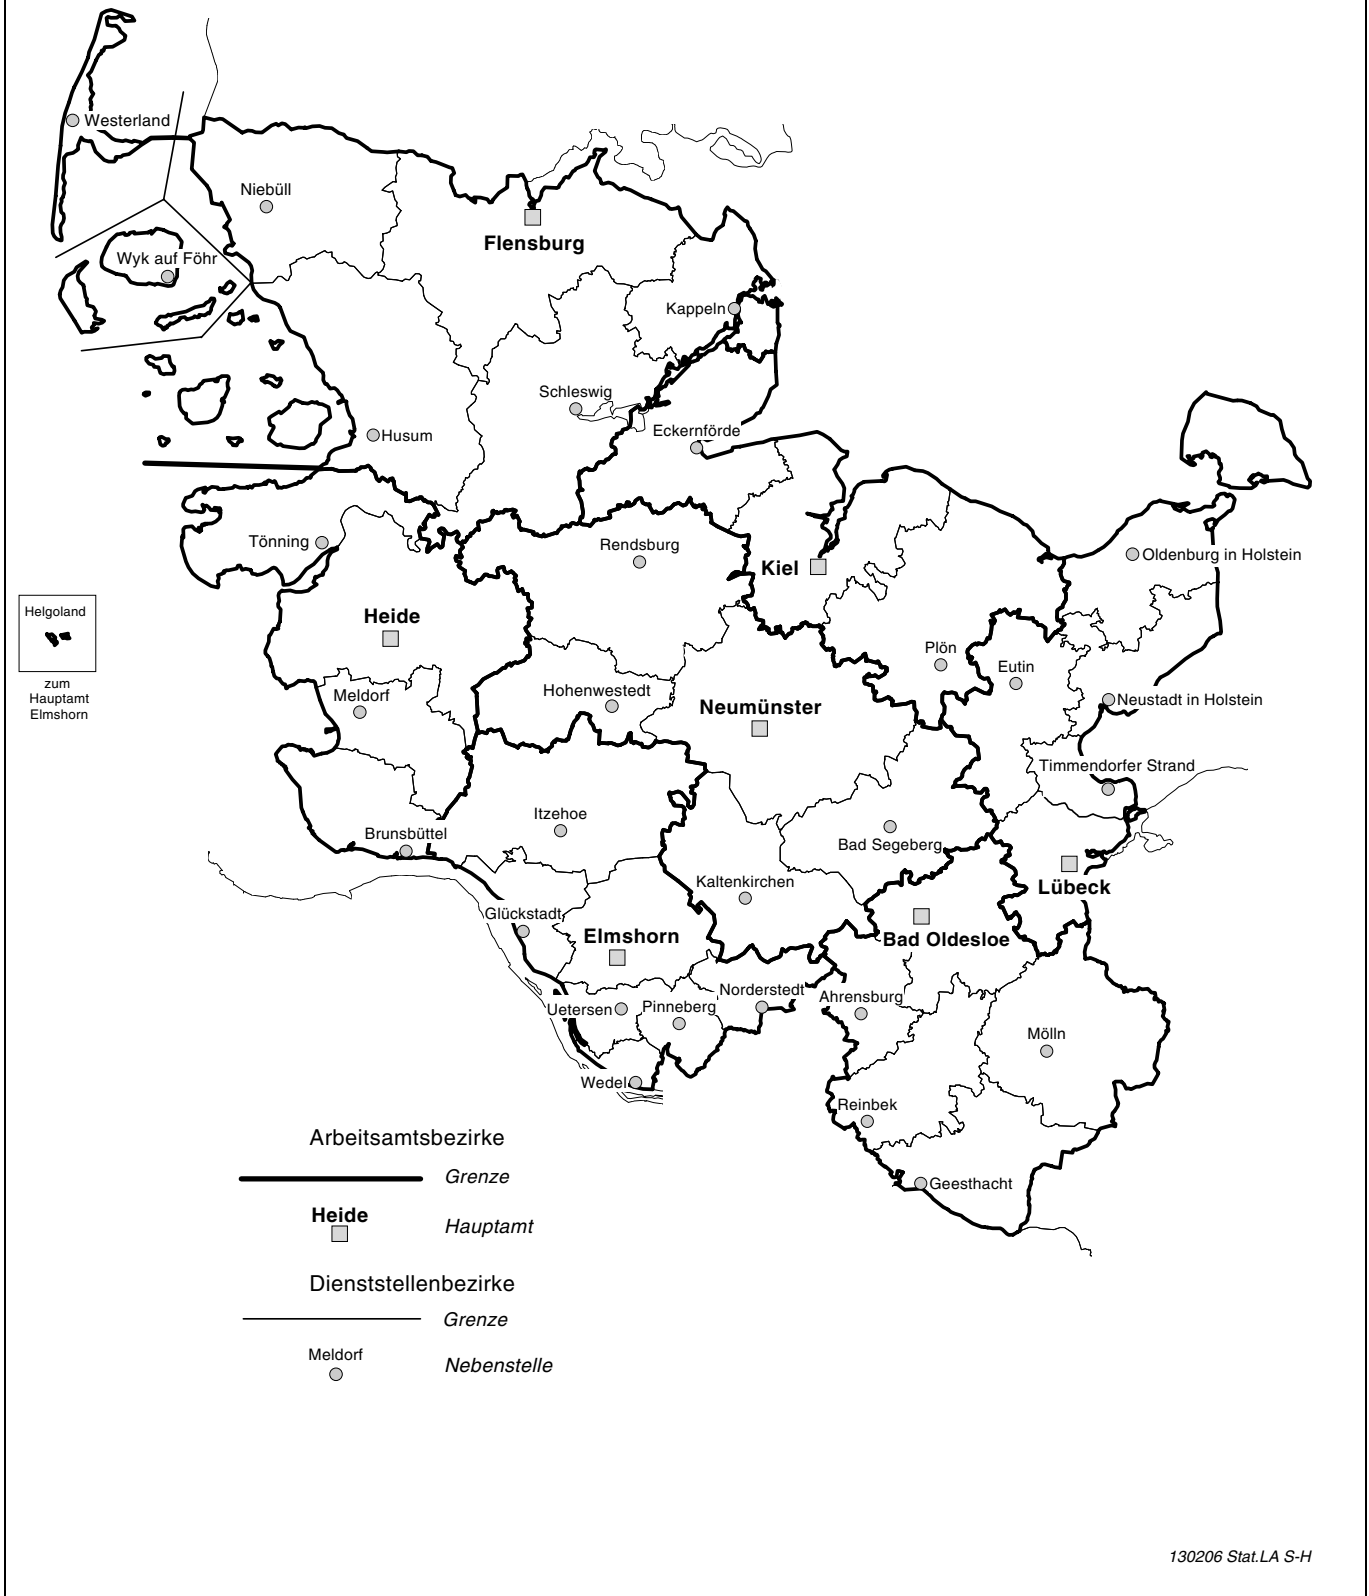 Westerland
Niebüll
Flensburg
Wyk auf Föhr
Kappeln
Schleswig
Husum
Eckernförde
Tönning
Rendsburg
Kiel
Oldenburg in Holstein
Helgoland
zum
Hauptamt
Elmshorn
Heide
Plön
Eutin
Meldorf
Hohenwestedt
Neumünster
Neustadt in Holstein
Timmendorfer Strand
Itzehoe
Brunsbüttel
Bad Segeberg
Kaltenkirchen
Lübeck
Glückstadt
Elmshorn
Bad Oldesloe
Norderstedt
Ahrensburg
Uetersen
Pinneberg
Mölln
Wedel
Reinbek
Geesthacht
Arbeitsamtsbezirke
Grenze
Heide
Hauptamt
Dienststellenbezirke
Grenze
Meldorf
Nebenstelle
130206 Stat.LA S-H